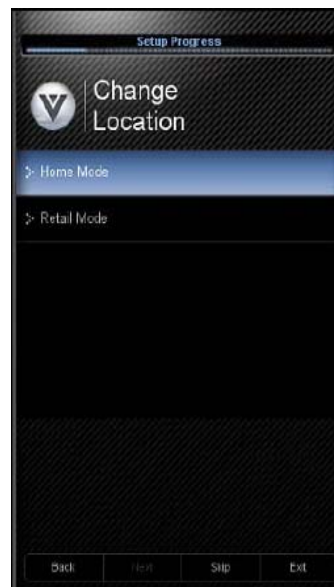 Setup Progress
Change
Location
Home Mode
Retail Mode
Back Next Skip Exit